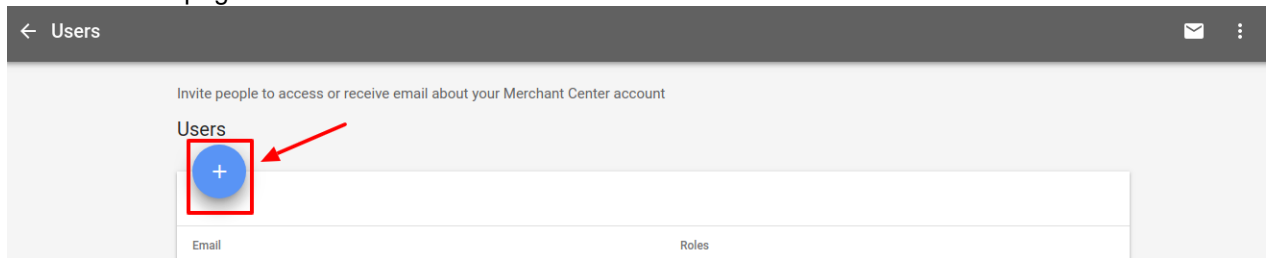 Users
Invite people to access or receive email about your Merchant Center account
Users
+
Email Roles